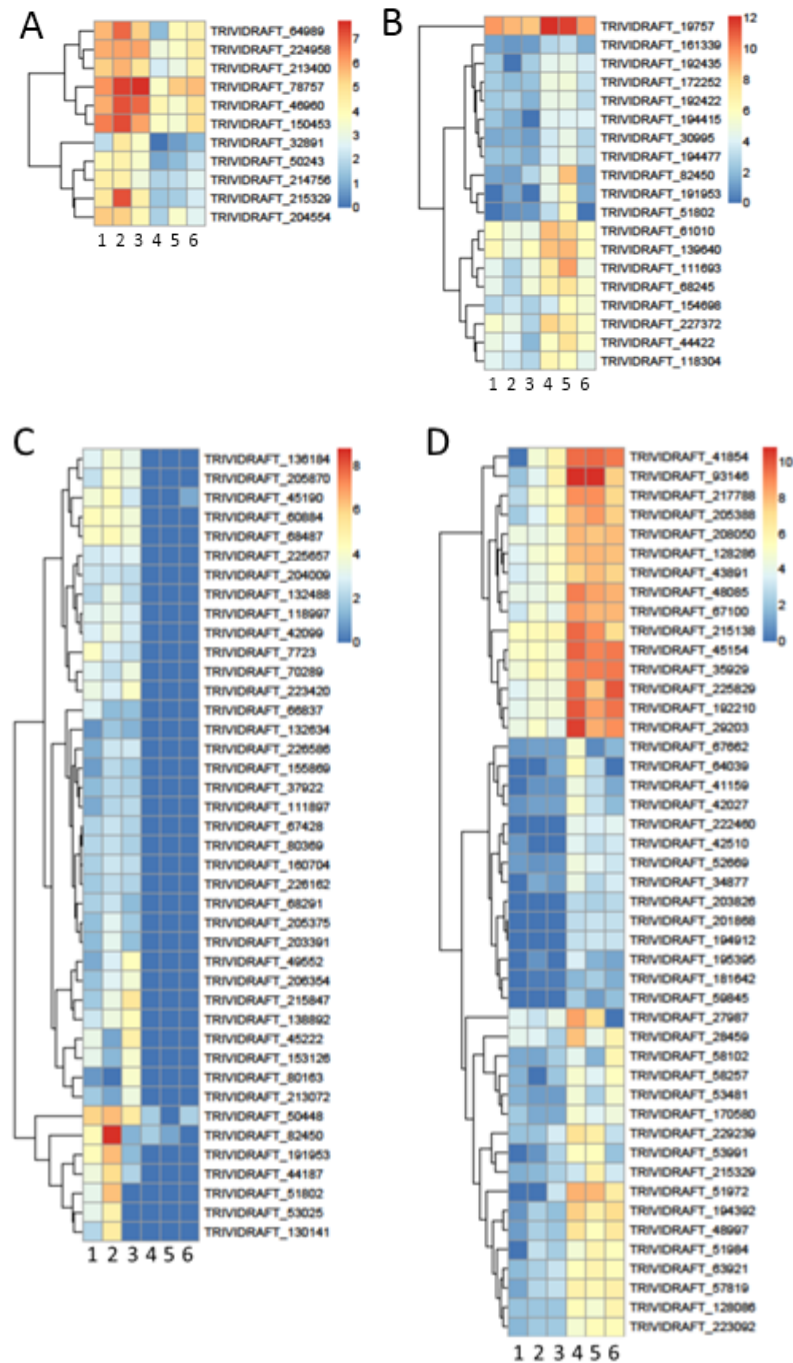 A
TRIVIDRAFT_64989
TRIVIDRAFT_224958
TRIVIDRAFT_213400
TRIVIDRAFT_78757
TRIVIDRAFT_46960
TRIVIDRAFT_150453
TRIVIDRAFT_32891
TRIVIDRAFT_50243
TRIVIDRAFT_214756
TRIVIDRAFT_215329
TRIVIDRAFT_204554
7
6
5
4
3
2
1
0
1 2 3 4 5 6
B
TRIVIDRAFT_19757
TRIVIDRAFT_161339
TRIVIDRAFT_192435
TRIVIDRAFT_172252
TRIVIDRAFT_192422
TRIVIDRAFT_194415
TRIVIDRAFT_30995
TRIVIDRAFT_194477
TRIVIDRAFT_82450
TRIVIDRAFT_191953
TRIVIDRAFT_51802
TRIVIDRAFT_61010
TRIVIDRAFT_139640
TRIVIDRAFT_111693
TRIVIDRAFT_68245
TRIVIDRAFT_154698
TRIVIDRAFT_227372
TRIVIDRAFT_44422
TRIVIDRAFT_118304
12
10
8
6
4
2
0
1 2 3 4 5 6
C
TRIVIDRAFT_136184
TRIVIDRAFT_205870
TRIVIDRAFT_45190
TRIVIDRAFT_60884
TRIVIDRAFT_68487
TRIVIDRAFT_225657
TRIVIDRAFT_204009
TRIVIDRAFT_132488
TRIVIDRAFT_118997
TRIVIDRAFT_42099
TRIVIDRAFT_7723
TRIVIDRAFT_70289
TRIVIDRAFT_223420
TRIVIDRAFT_66837
TRIVIDRAFT_132634
TRIVIDRAFT_226586
TRIVIDRAFT_155869
TRIVIDRAFT_37922
TRIVIDRAFT_111897
TRIVIDRAFT_67428
TRIVIDRAFT_80369
TRIVIDRAFT_160704
TRIVIDRAFT_226162
TRIVIDRAFT_68291
TRIVIDRAFT_205375
TRIVIDRAFT_203391
TRIVIDRAFT_49552
TRIVIDRAFT_206354
TRIVIDRAFT_215847
TRIVIDRAFT_138892
TRIVIDRAFT_45222
TRIVIDRAFT_153126
TRIVIDRAFT_80163
TRIVIDRAFT_213072
TRIVIDRAFT_50448
TRIVIDRAFT_82450
TRIVIDRAFT_191953
TRIVIDRAFT_44187
TRIVIDRAFT_51802
TRIVIDRAFT_53025
TRIVIDRAFT_130141
8
6
4
2
0
1 2 3 4 5 6
D
TRIVIDRAFT_41854
TRIVIDRAFT_93146
TRIVIDRAFT_217788
TRIVIDRAFT_205388
TRIVIDRAFT_208050
TRIVIDRAFT_128286
TRIVIDRAFT_43891
TRIVIDRAFT_48085
TRIVIDRAFT_67100
TRIVIDRAFT_215138
TRIVIDRAFT_45154
TRIVIDRAFT_35929
TRIVIDRAFT_225829
TRIVIDRAFT_192210
TRIVIDRAFT_29203
TRIVIDRAFT_67662
TRIVIDRAFT_64039
TRIVIDRAFT_41159
TRIVIDRAFT_42027
TRIVIDRAFT_222460
TRIVIDRAFT_42510
TRIVIDRAFT_52669
TRIVIDRAFT_34877
TRIVIDRAFT_203826
TRIVIDRAFT_201868
TRIVIDRAFT_194912
TRIVIDRAFT_195395
TRIVIDRAFT_181642
TRIVIDRAFT_59845
TRIVIDRAFT_27987
TRIVIDRAFT_28459
TRIVIDRAFT_58102
TRIVIDRAFT_58257
TRIVIDRAFT_53481
TRIVIDRAFT_170580
TRIVIDRAFT_229239
TRIVIDRAFT_53991
TRIVIDRAFT_215329
TRIVIDRAFT_51972
TRIVIDRAFT_194392
TRIVIDRAFT_48997
TRIVIDRAFT_51984
TRIVIDRAFT_63921
TRIVIDRAFT_57819
TRIVIDRAFT_128086
TRIVIDRAFT_223092
10
8
6
4
2
0
1 2 3 4 5 6